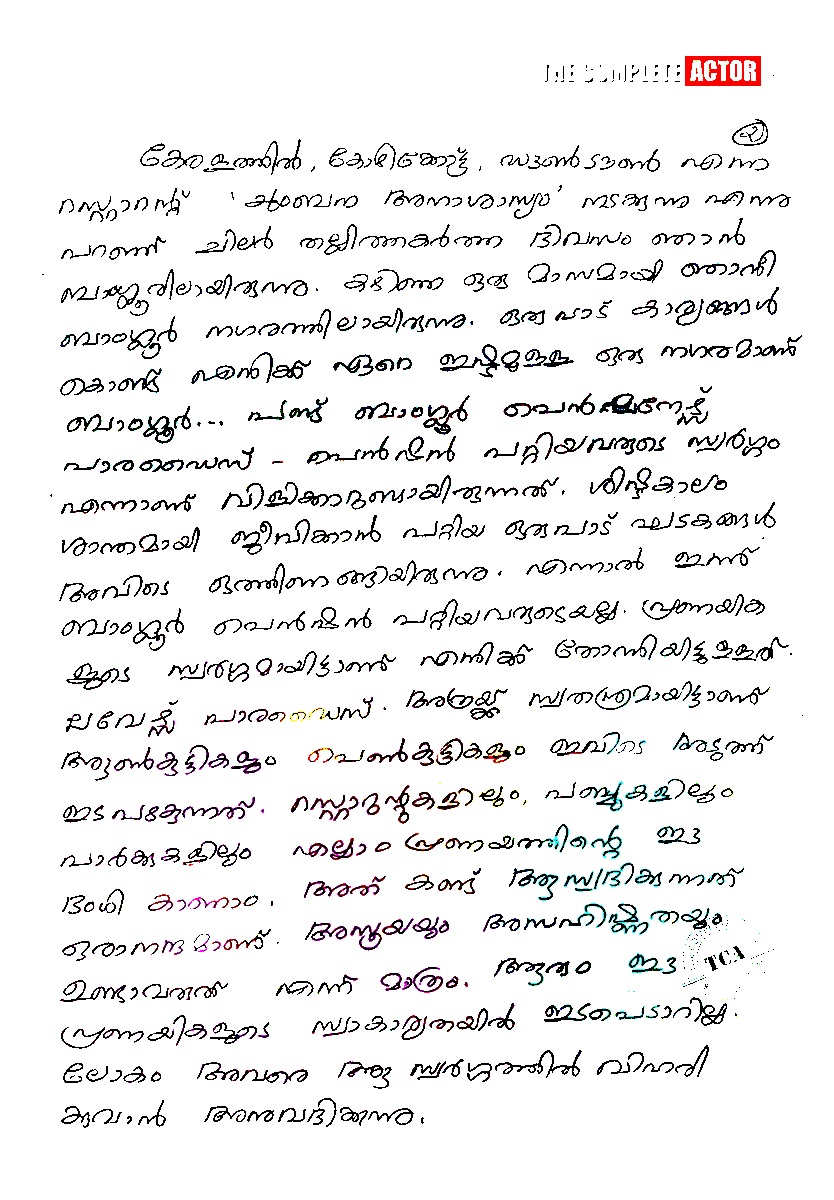 THE COMPLETE ACTOR
൨
കേരളത്തിൽ, കോഴിക്കോട്ട്, ഡൗൺടൗൺ എന്ന
റസ്റ്റാറന്റ് 'ചുംബന അനാശാസ്യം' നടക്കുന്നു എന്നു
പറഞ്ഞ് ചിലർ തല്ലിത്തകർത്ത ദിവസം ഞാൻ
ബാംഗ്ലൂരിലായിരുന്നു. കഴിഞ്ഞ ഒരു മാസമായി ഞാൻ
ബാംഗ്ലൂർ നഗരത്തിലായിരുന്നു. ഒരുപാട് കാര്യങ്ങൾ
കൊണ്ട് എനിക്ക് ഏറെ ഇഷ്ടമുള്ള ഒരു നഗരമാണ്
ബാംഗ്ലൂർ... പണ്ട് ബാംഗ്ലൂർ പെൻഷനേഴ്സ്
പാരഡൈസ് - പെൻഷൻ പറ്റിയവരുടെ സ്വർഗ്ഗം
എന്നാണ് വിളിക്കാറുണ്ടായിരുന്നത്. ശിഷ്ടകാലം
ശാന്തമായി ജീവിക്കാൻ പറ്റിയ ഒരുപാട് ഘടകങ്ങൾ
അവിടെ ഒത്തിണങ്ങിയിരുന്നു. എന്നാൽ ഇന്ന്
ബാംഗ്ലൂർ പെൻഷൻ പറ്റിയവരുടെയല്ല. പ്രണയിക
ളുടെ സ്വർഗ്ഗമായിട്ടാണ് എനിക്ക് തോന്നിയിട്ടുള്ളത്.
ലവേഴ്സ് പാരഡൈസ്. അത്രയ്ക്ക് സ്വതന്ത്രമായിട്ടാണ്
ആൺകുട്ടികളും പെൺകുട്ടികളും ഇവിടെ അടുത്ത്
ഇടപഴകുന്നത്. റസ്റ്റാറന്റുകളിലും, പബ്ബുകളിലും
പാർക്കുകളിലും എല്ലാം പ്രണയത്തിന്റെ ഈ
ഭംഗി കാണാം. അത് കണ്ട് ആസ്വദിക്കുന്നത്
ഒരാനന്ദമാണ്. അസൂയയും അസഹിഷ്ണുതയും
ഉണ്ടാവരുത് എന്ന് മാത്രം. ആരും ഈ
TCA
പ്രണയികളുടെ സ്വകാര്യതയിൽ ഇടപെടാറില്ല.
ലോകം അവരെ ആ സ്വർഗ്ഗത്തിൽ വിഹരി
ക്കുവാൻ അനുവദിക്കുന്നു.